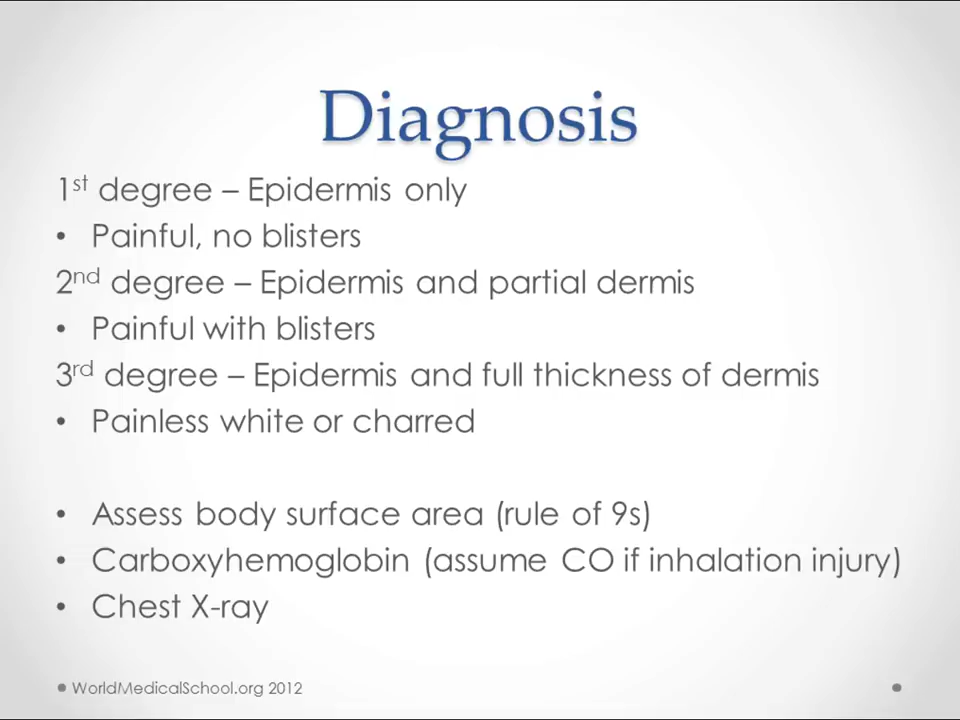 Diagnosis
1st degree – Epidermis only
• Painful, no blisters
2nd degree – Epidermis and partial dermis
• Painful with blisters
3rd degree – Epidermis and full thickness of dermis
• Painless white or charred
• Assess body surface area (rule of 9s)
• Carboxyhemoglobin (assume CO if inhalation injury)
• Chest X-ray
WorldMedicalSchool.org 2012